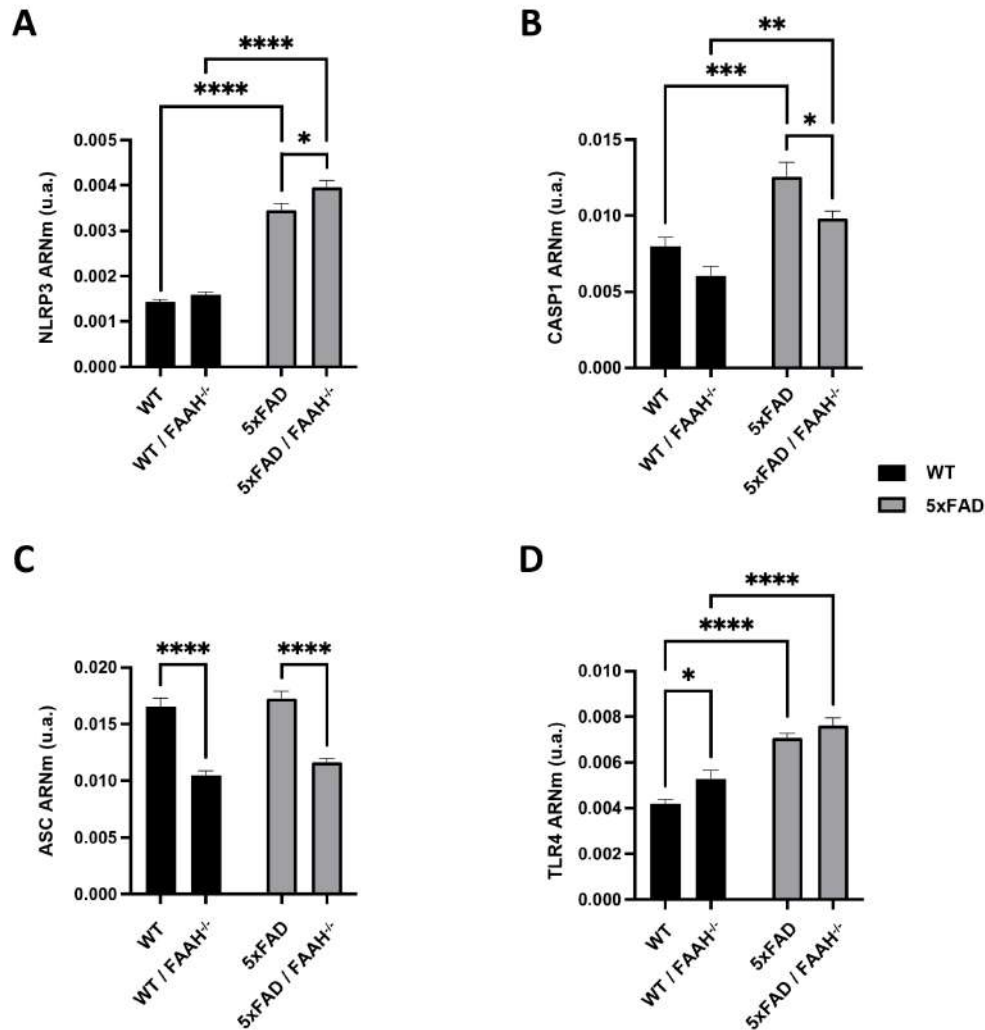 A
****
****
*
NLRP3 ARNm (u.a.)
0.005
0.004
0.003
0.002
0.001
0.000
WT
WT / FAAH-/-
5xFAD
5xFAD / FAAH-/-
B
**
***
*
CASP1 ARNm (u.a.)
0.015
0.010
0.005
0.000
WT
WT / FAAH-/-
5xFAD
5xFAD / FAAH-/-
WT
5xFAD
C
****
****
ASC ARNm (u.a.)
0.020
0.015
0.010
0.005
0.000
WT
WT / FAAH-/-
5xFAD
5xFAD / FAAH-/-
D
****
****
*
TLR4 ARNm (u.a.)
0.010
0.008
0.006
0.004
0.002
0.000
WT
WT / FAAH-/-
5xFAD
5xFAD / FAAH-/-